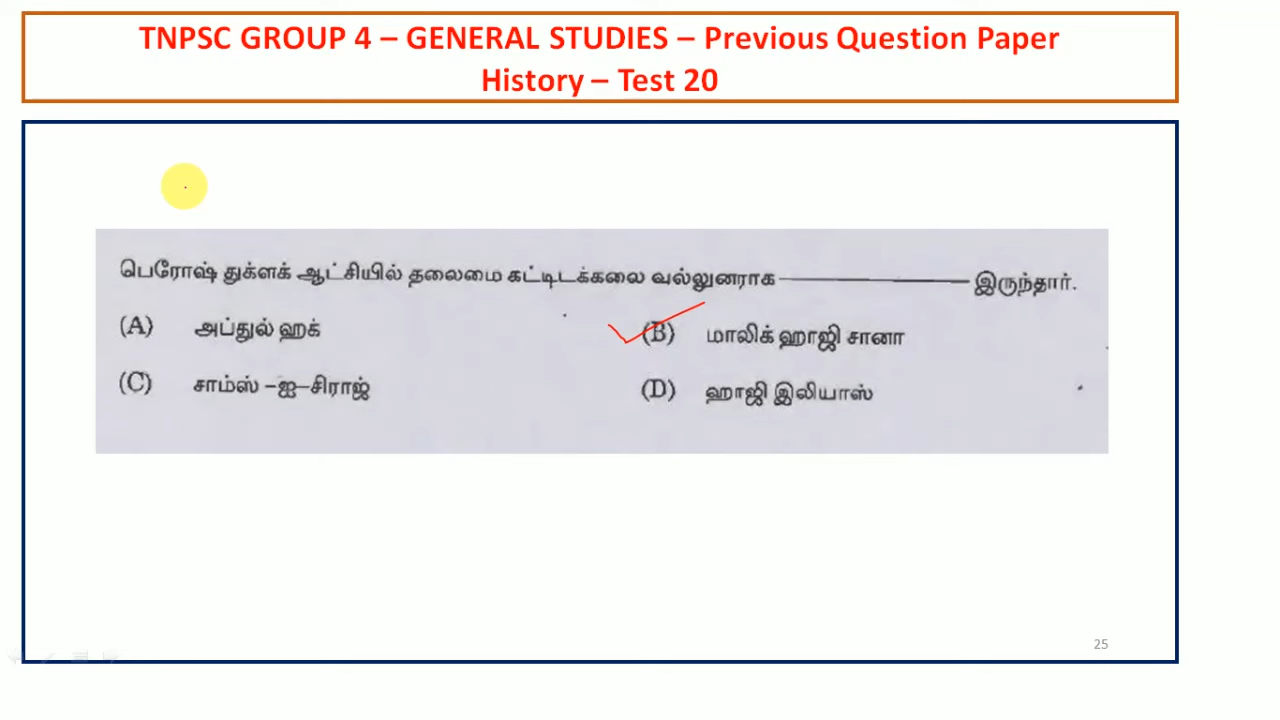 TNPSC GROUP 4 – GENERAL STUDIES – Previous Question Paper
History – Test 20
பெரோஷ் துக்ளக் ஆட்சியில் தலைமை கட்டிடக்கலை வல்லுனராக ——————— இருந்தார்.
(A) அப்துல் ஹக் (B) மாலிக் ஹாஜி சானா
(C) சாம்ஸ் –ஐ–சிராஜ் (D) ஹாஜி இலியாஸ்
25